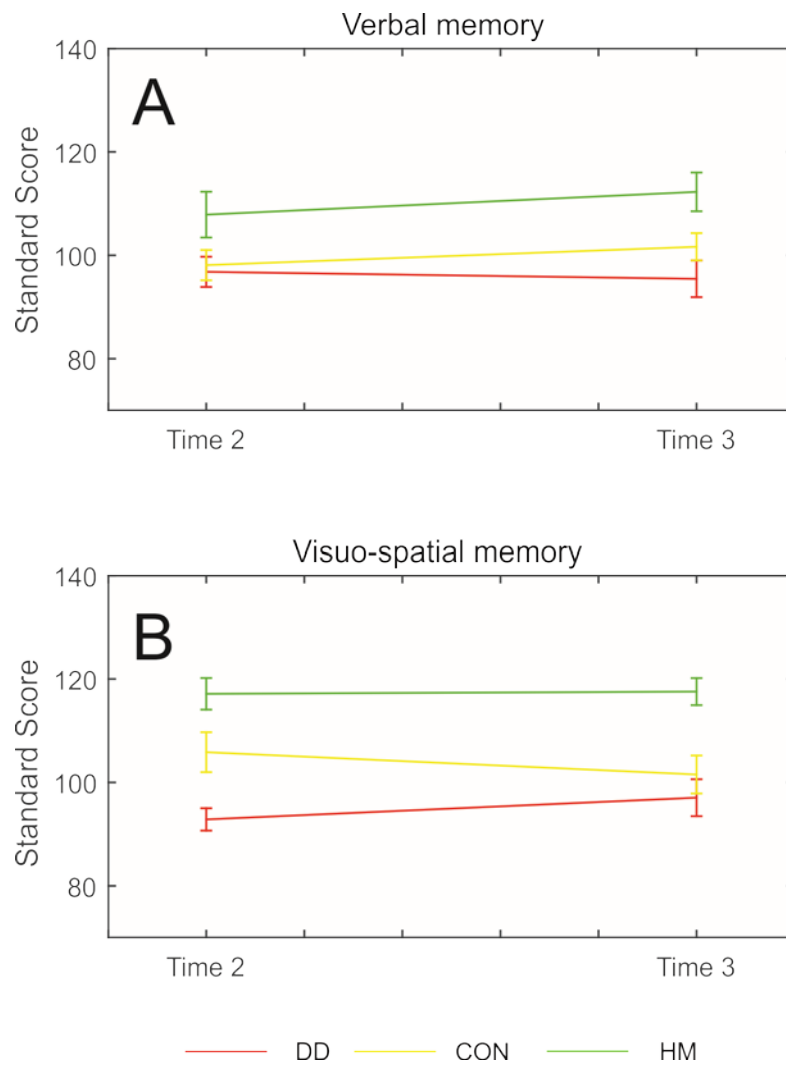 Verbal memory
140
A
120
Standard Score
100
80
Time 2 Time 3
Visuo-spatial memory
140
B
120
Standard Score
100
80
Time 2 Time 3
DD CON HM